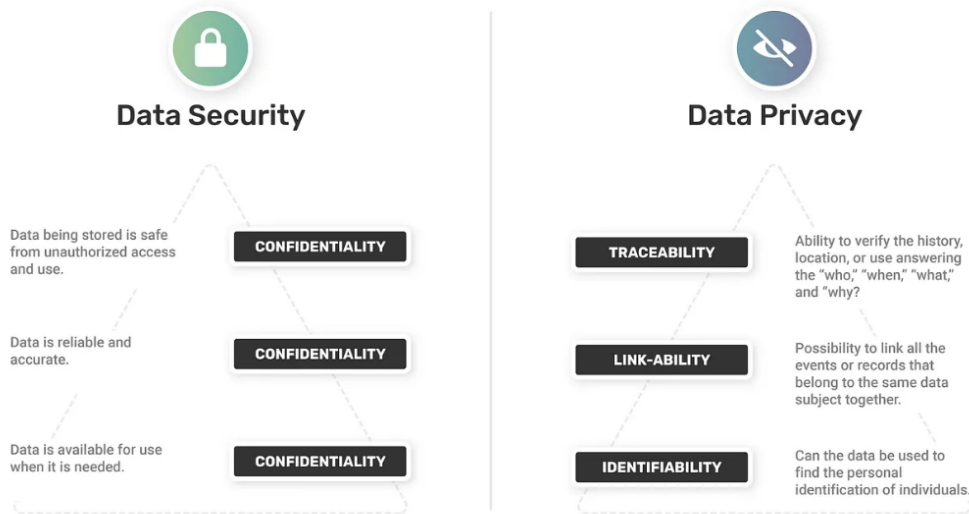 Data Security
Data being stored is safe
from unauthorized access
and use.
CONFIDENTIALITY
Data is reliable and
accurate.
CONFIDENTIALITY
Data is available for use
when it is needed.
CONFIDENTIALITY
Data Privacy
TRACEABILITY
Ability to verify the history,
location, or use answering
the “who,” “when,” “what,”
and “why?
LINK-ABILITY
Possibility to link all the
events or records that
belong to the same data
subject together.
IDENTIFIABILITY
Can the data be used to
find the personal
identification of individuals.